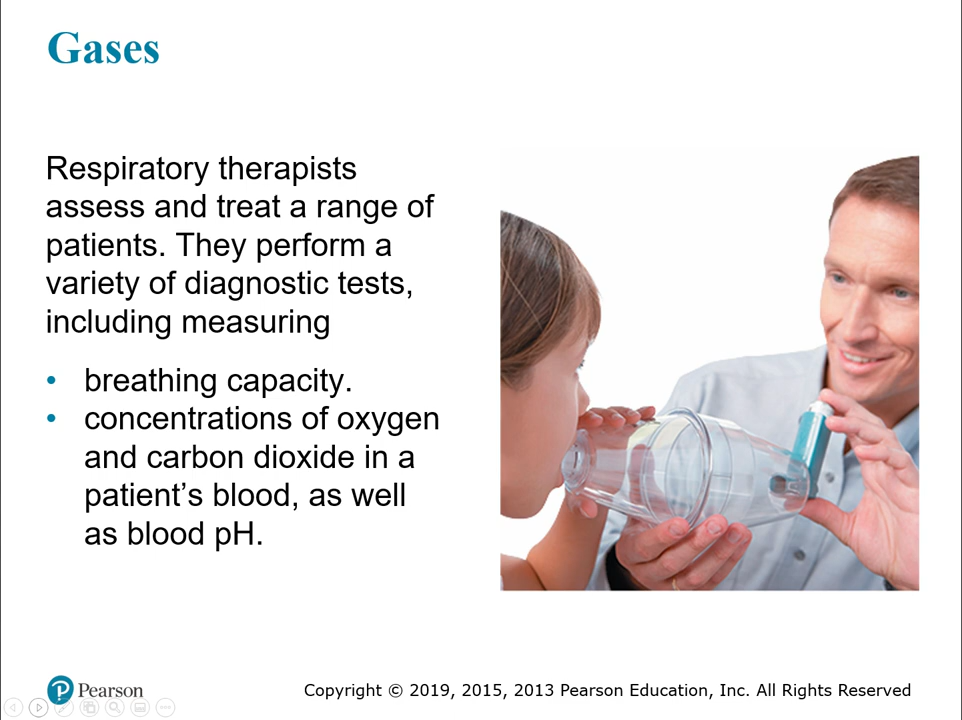 Gases
Respiratory therapists
assess and treat a range of
patients. They perform a
variety of diagnostic tests,
including measuring
• breathing capacity.
• concentrations of oxygen
and carbon dioxide in a
patient’s blood, as well
as blood pH.
Pearson
Copyright © 2019, 2015, 2013 Pearson Education, Inc. All Rights Reserved